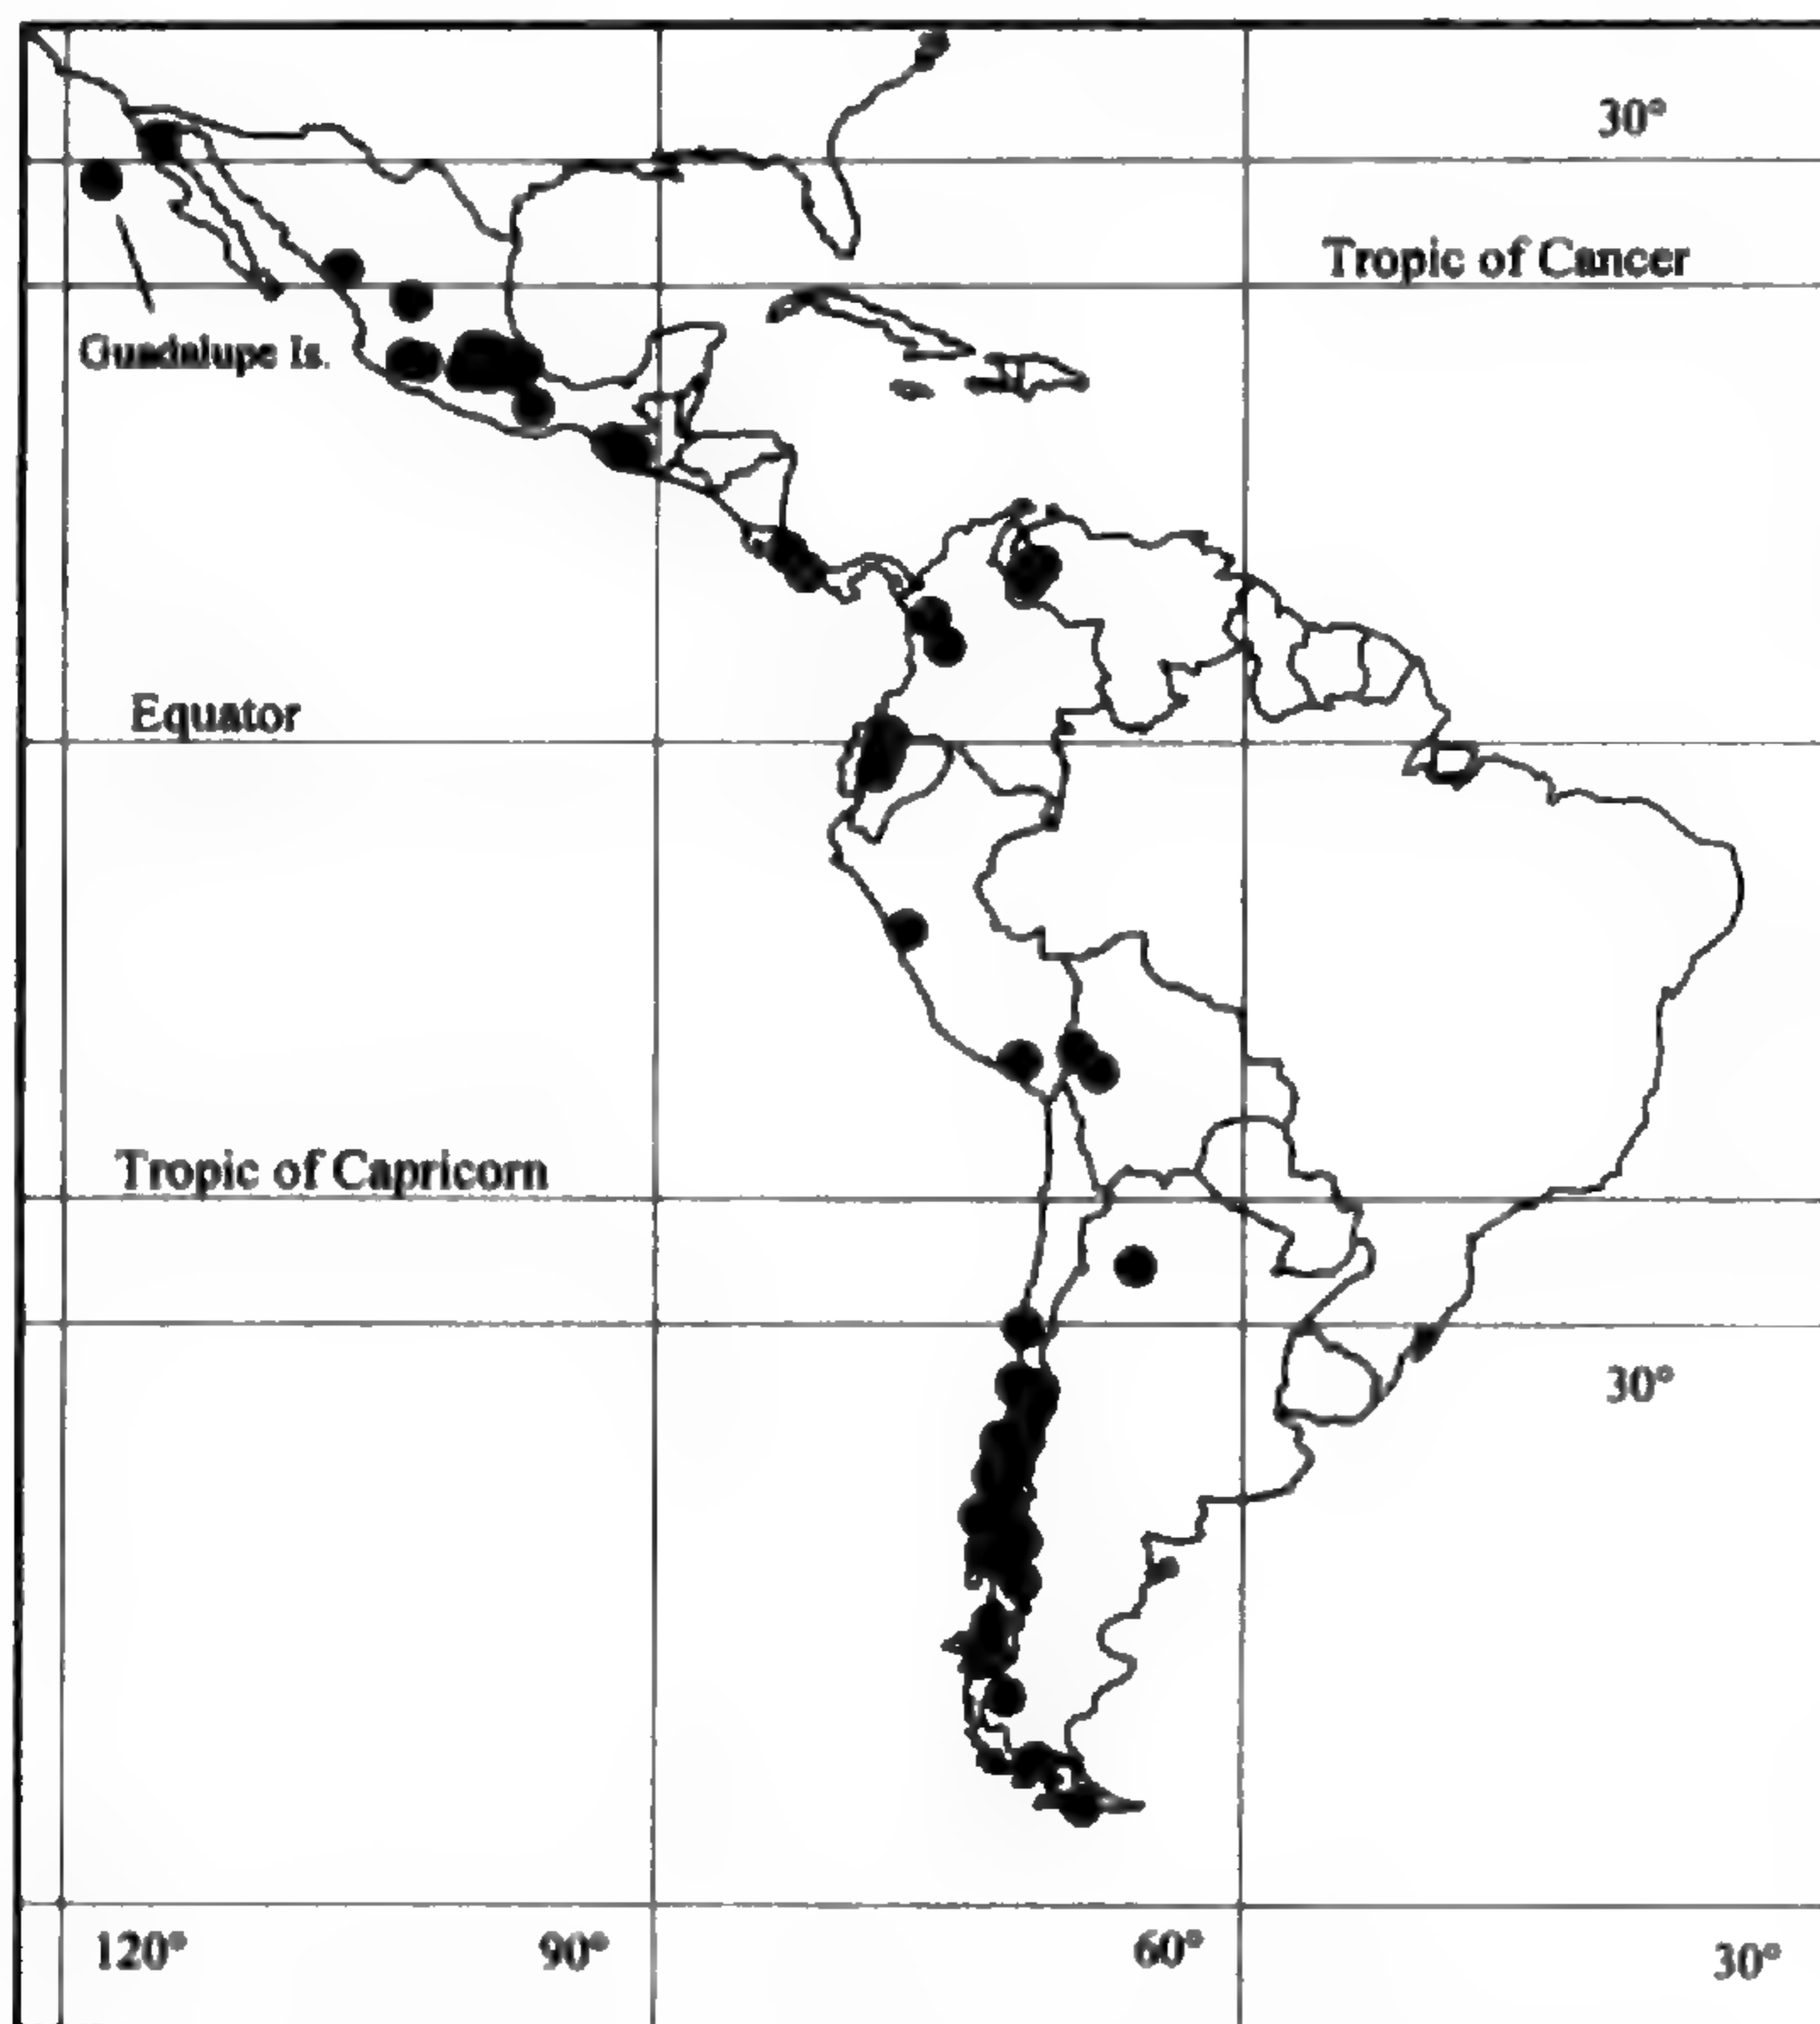 30°
Tropic of Cancer
Guadalupe Is.
Equator
Tropic of Capricorn
30°
120° 90° 60° 30°